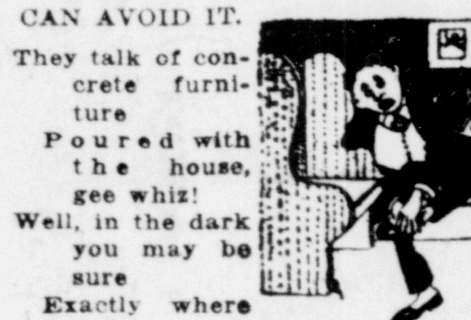 CAN AVOID IT.
They talk of con-
crete furni-
ture
Poured with
the house,
gee whiz!
Well, in the dark
you may be
sure
Exactly where